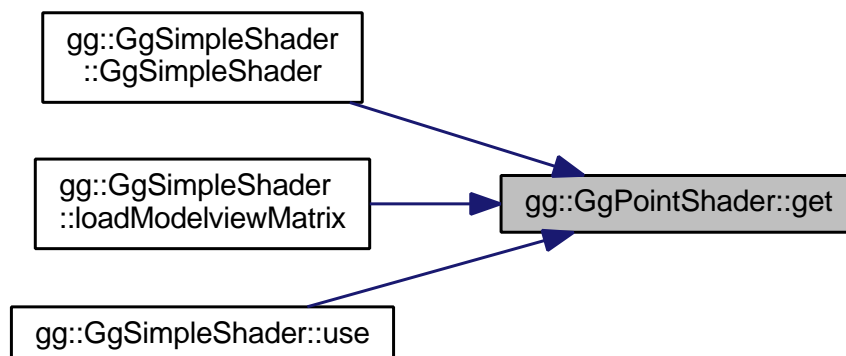 gg::GgSimpleShader
::GgSimpleShader
gg::GgSimpleShader
::loadModelviewMatrix
gg::GgPointShader::get
gg::GgSimpleShader::use